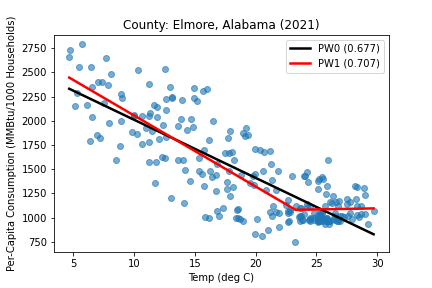 County: Elmore, Alabama (2021)
Per-Capita Consumption (MMBtu/1000 Households)
2750
2500
2250
2000
1750
1500
1250
1000
750
PW0 (0.677)
PW1 (0.707)
5 10 15 20 25 30
Temp (deg C)